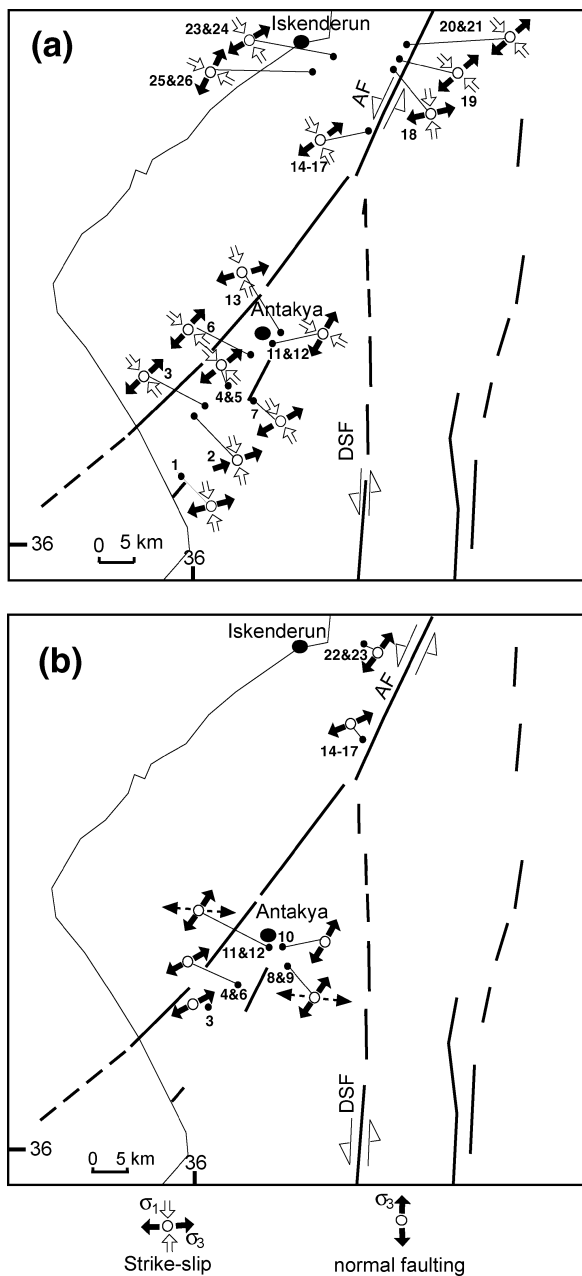 (a)
23&24
Iskenderun
20&21
25&26
AF
19
18
14-17
13
Antakya
6
11&12
3
4&5
7
2
DSF
1
36
0 5 km
36
(b)
Iskenderun
22&23
AF
14-17
Antakya
10
11&12
8&9
4&6
3
DSF
36
0 5 km
36
σ1
σ3
Strike-slip
σ3
normal faulting